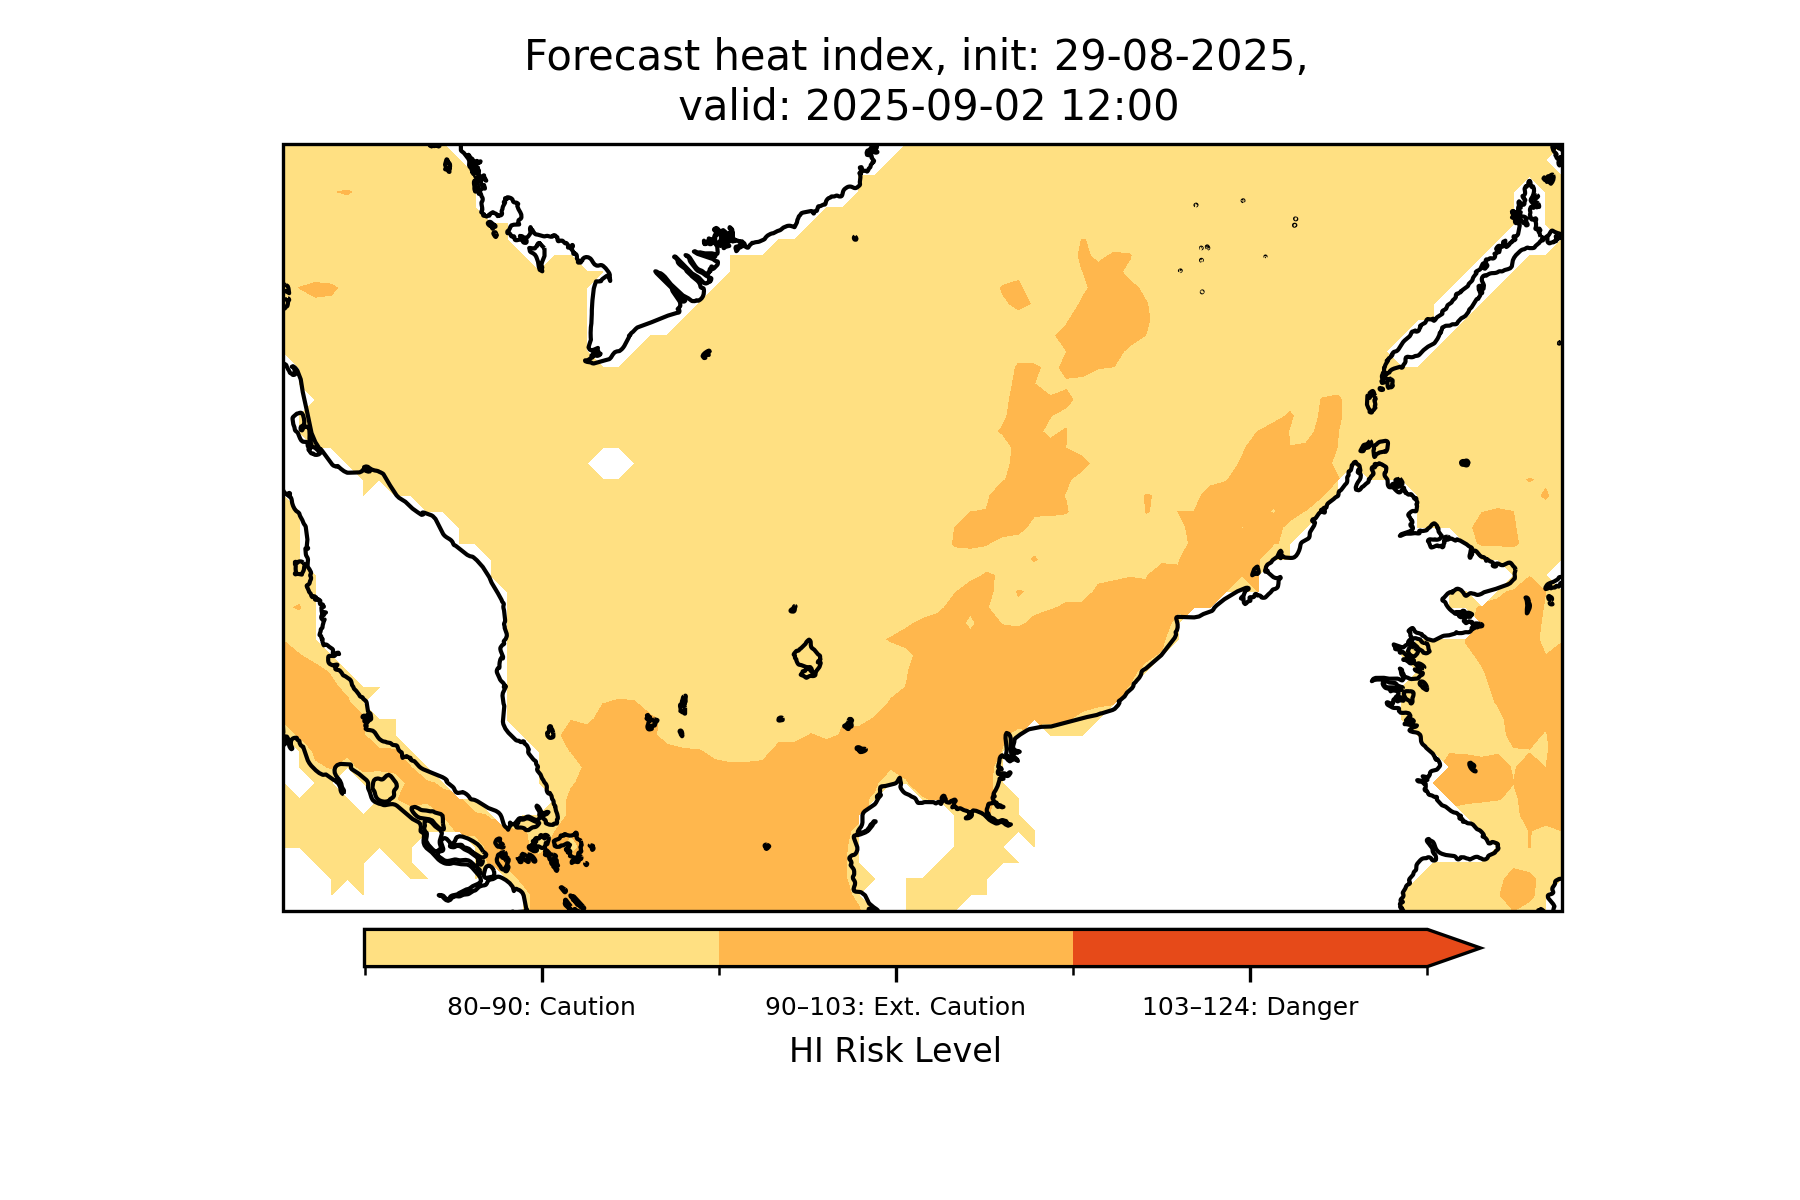 Forecast heat index, init: 29-08-2025,
valid: 2025-09-02 12:00
80–90: Caution
90–103: Ext. Caution
103–124: Danger
HI Risk Level